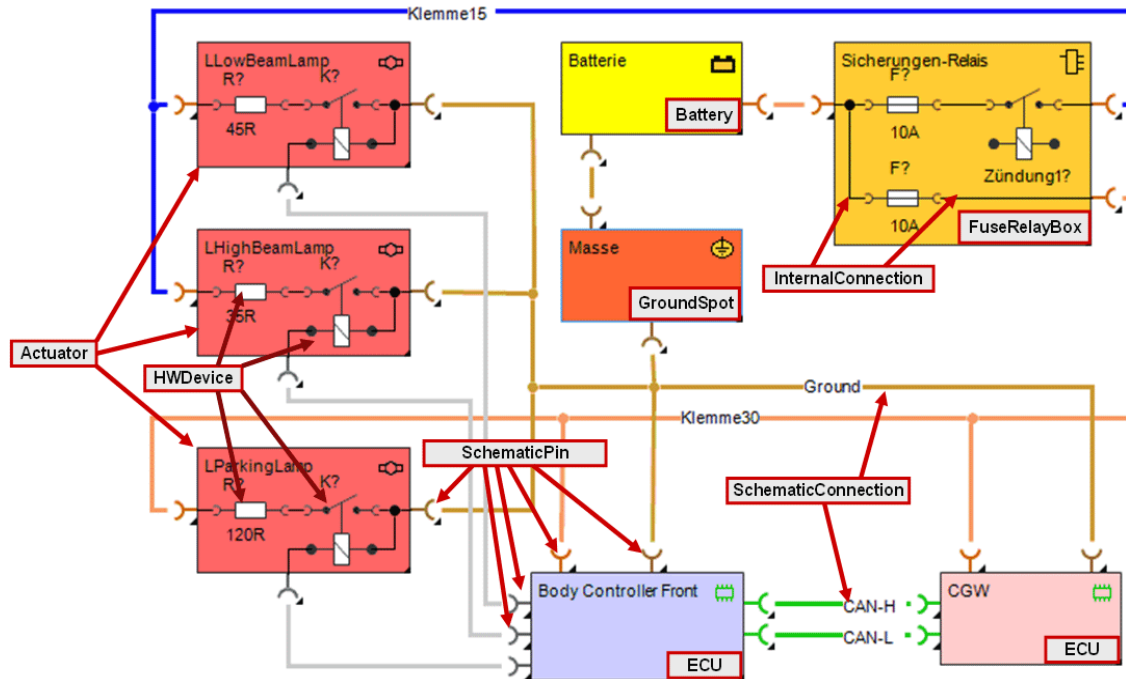 Klemme15
LLowBeamLamp
R?
K?
45R
Batterie
Battery
Sicherungen-Relais
F?
10A
Zündung1?
F?
10A
FuseRelayBox
InternalConnection
LHighBeamLamp
R?
K?
35R
Masse
GroundSpot
Actuator
HWDevice
Ground
Klemme30
LParkingLamp
R?
K?
120R
SchematicPin
SchematicConnection
Body Controller Front
ECU
CAN-H
CAN-L
CGW
ECU